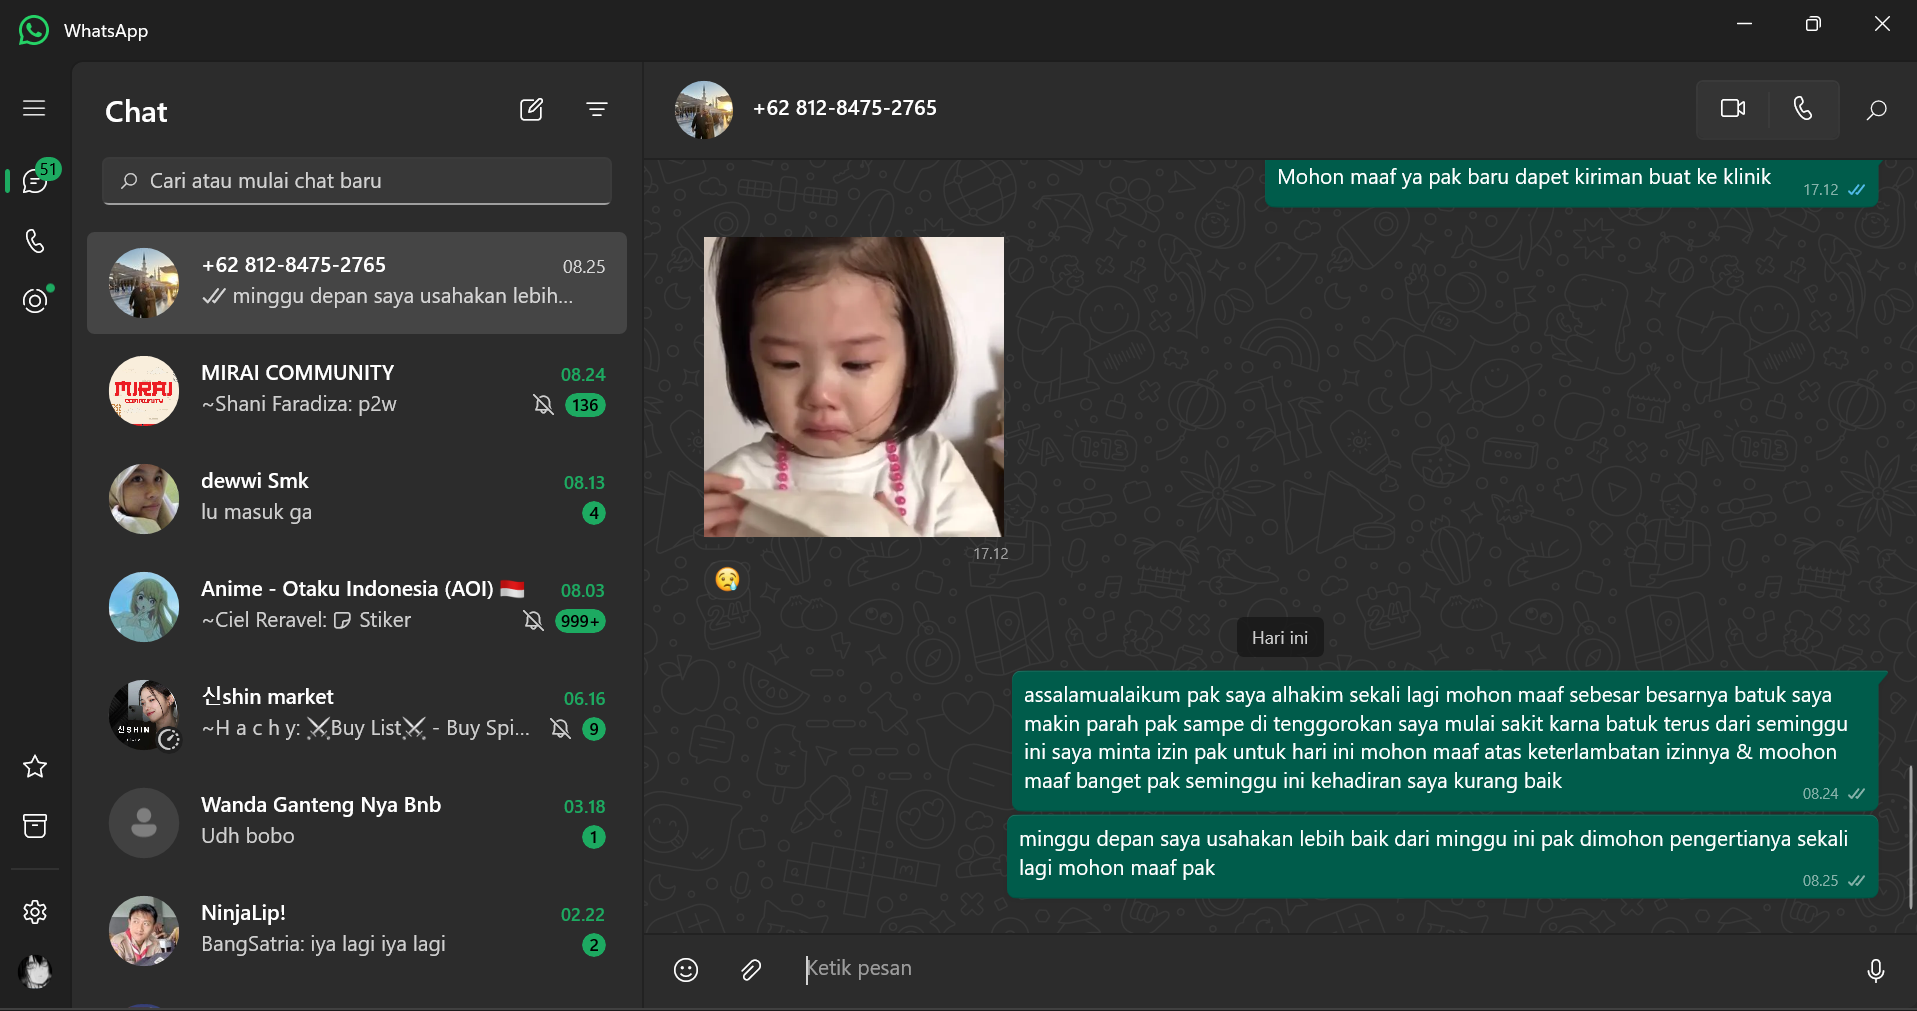 WhatsApp
Chat
51
Cari atau mulai chat baru
+62 812-8475-2765
08.25
minggu depan saya usahakan lebih...
MIRAI COMMUNITY
08.24
~Shani Faradiza: p2w
136
MIRAI
COMMUNITY
dewwi Smk
08.13
lu masuk ga
4
Anime - Otaku Indonesia (AOI) 🇮🇩
08.03
~Ciel Reravel: Stiker
999+
신shin market
06.16
~H a c h y: ⚔Buy List⚔ - Buy Spi...
9
신SHIN
Wanda Ganteng Nya Bnb
03.18
Udh bobo
1
NinjaLip!
02.22
BangSatria: iya lagi iya lagi
2
+62 812-8475-2765
Mohon maaf ya pak baru dapet kiriman buat ke klinik
17.12
17.12
😢
Hari ini
assalamualaikum pak saya alhakim sekali lagi mohon maaf sebesar besarnya batuk saya
makin parah pak sampe di tenggorokan saya mulai sakit karna batuk terus dari seminggu
ini saya minta izin pak untuk hari ini mohon maaf atas keterlambatan izinnya & moohon
maaf banget pak seminggu ini kehadiran saya kurang baik
08.24
minggu depan saya usahakan lebih baik dari minggu ini pak dimohon pengertianya sekali
lagi mohon maaf pak
08.25
Ketik pesan